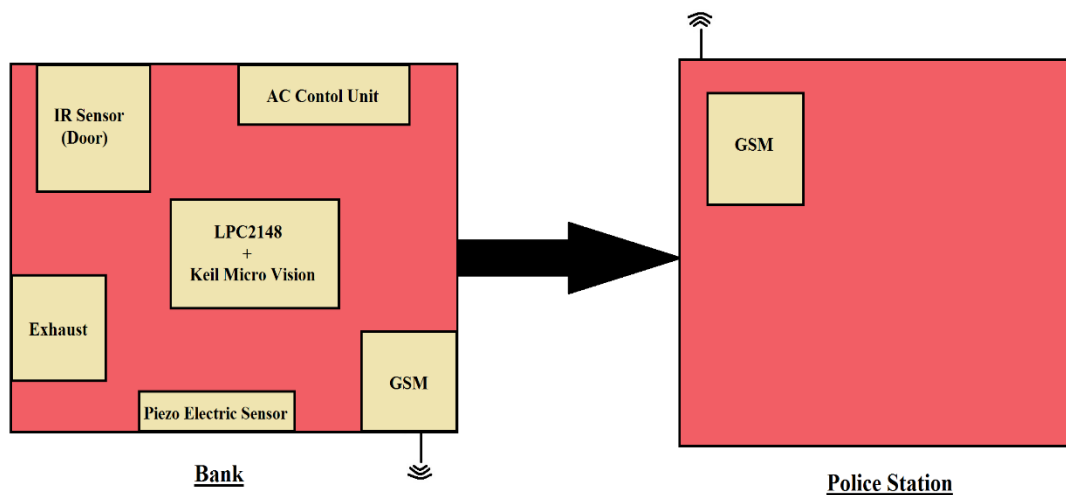 IR Sensor
(Door)
AC Contol Unit
LPC2148
+
Keil Micro Vision
Exhaust
GSM
Piezo Electric Sensor
Bank
GSM
Police Station